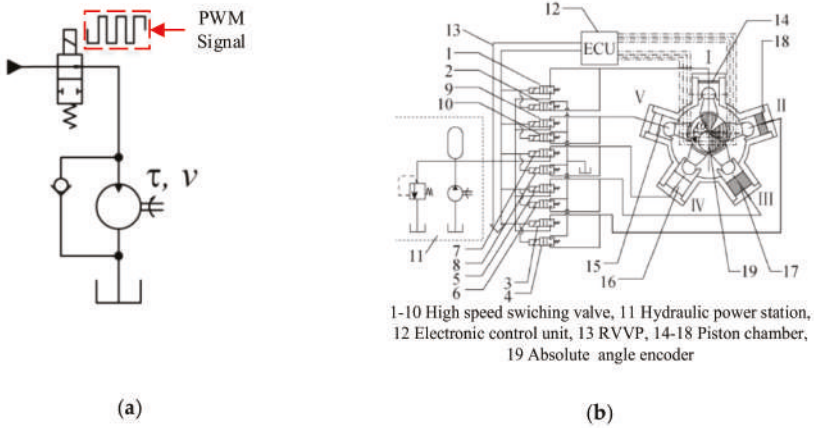 PWM
Signal
τ, ν
(a)
12
14
13
ECU
I
18
1
2
9
10
V
II
IV
III
11
7
8
5
6
3
4
15
16
19
17
1-10 High speed swiching valve, 11 Hydraulic power station,
12 Electronic control unit, 13 RVVP, 14-18 Piston chamber,
19 Absolute angle encoder
(b)